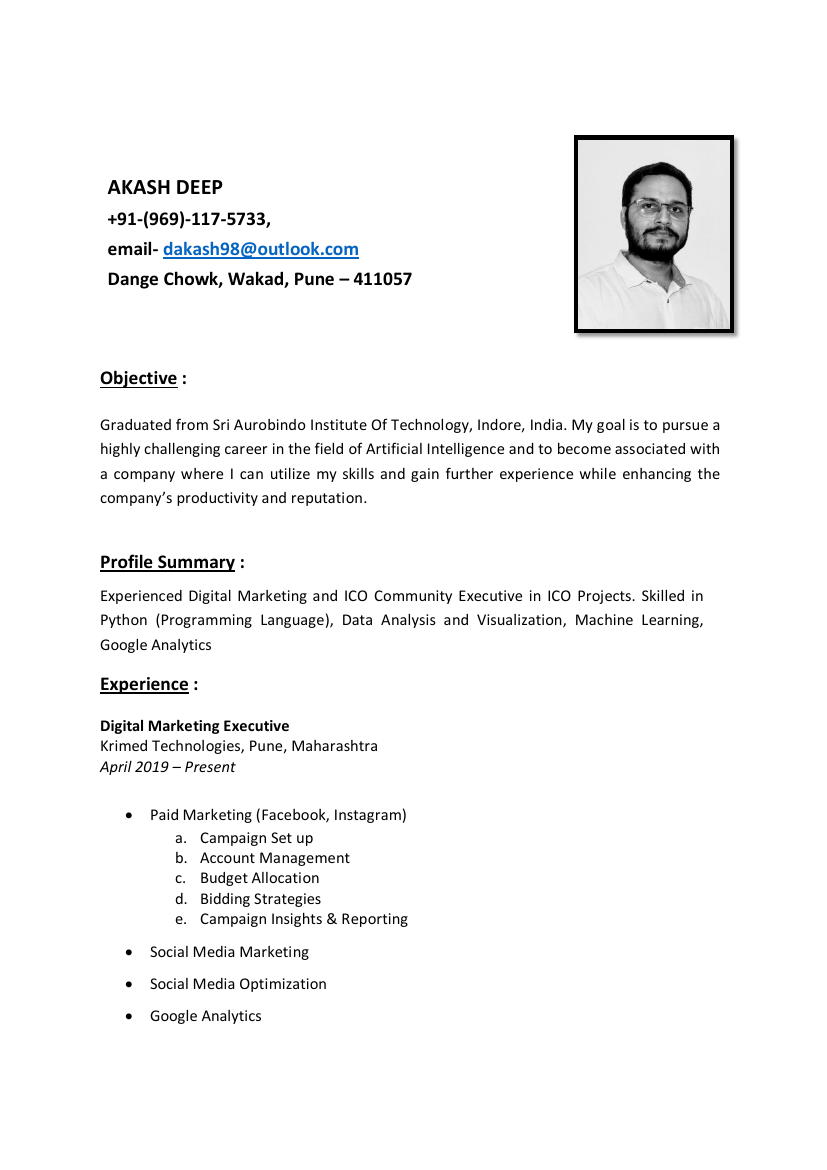 AKASH DEEP
+91-(969)-117-5733,
email- dakash98@outlook.com
Dange Chowk, Wakad, Pune – 411057
Objective :
Graduated from Sri Aurobindo Institute Of Technology, Indore, India. My goal is to pursue a
highly challenging career in the field of Artificial Intelligence and to become associated with
a company where I can utilize my skills and gain further experience while enhancing the
company’s productivity and reputation.
Profile Summary :
Experienced Digital Marketing and ICO Community Executive in ICO Projects. Skilled in
Python (Programming Language), Data Analysis and Visualization, Machine Learning,
Google Analytics
Experience :
Digital Marketing Executive
Krimed Technologies, Pune, Maharashtra
April 2019 – Present
• Paid Marketing (Facebook, Instagram)
a. Campaign Set up
b. Account Management
c. Budget Allocation
d. Bidding Strategies
e. Campaign Insights & Reporting
• Social Media Marketing
• Social Media Optimization
• Google Analytics